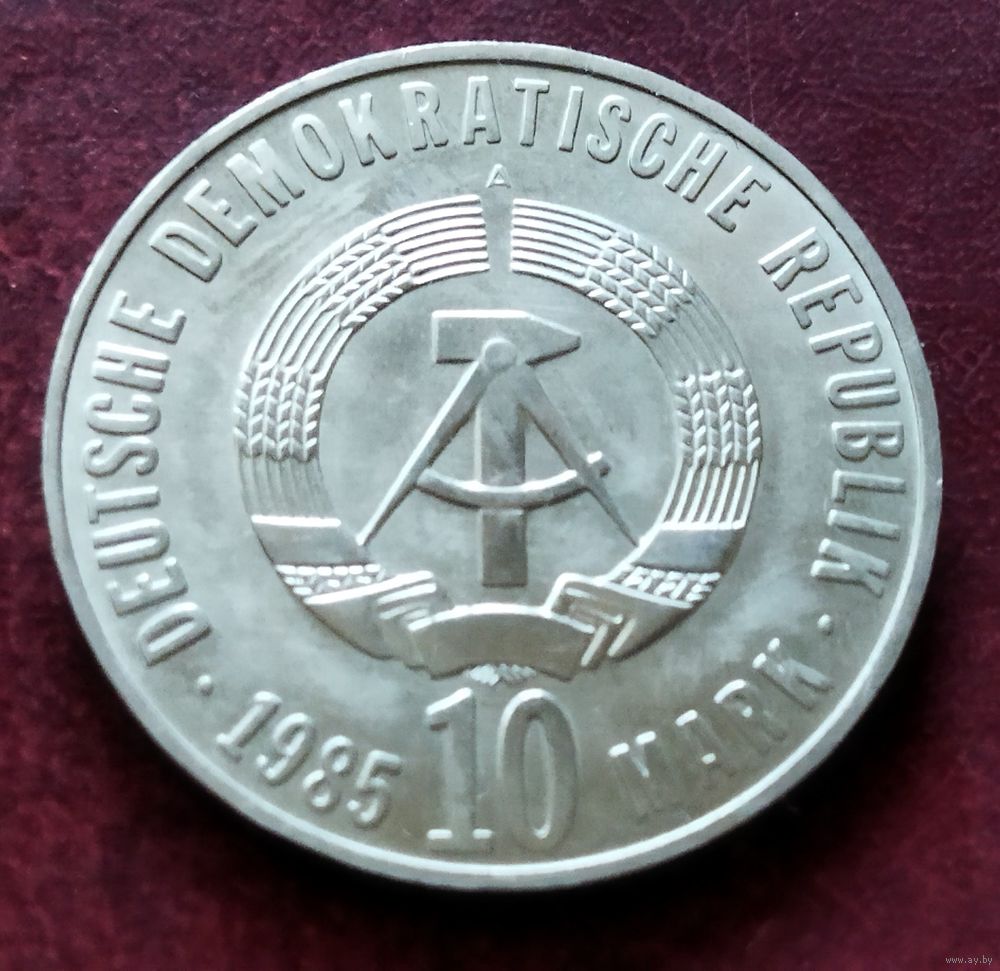 DEUTSCHE DEMOKRATISCHE REPUBLIK
A
· 1985 10 MARK ·
www.ay.by